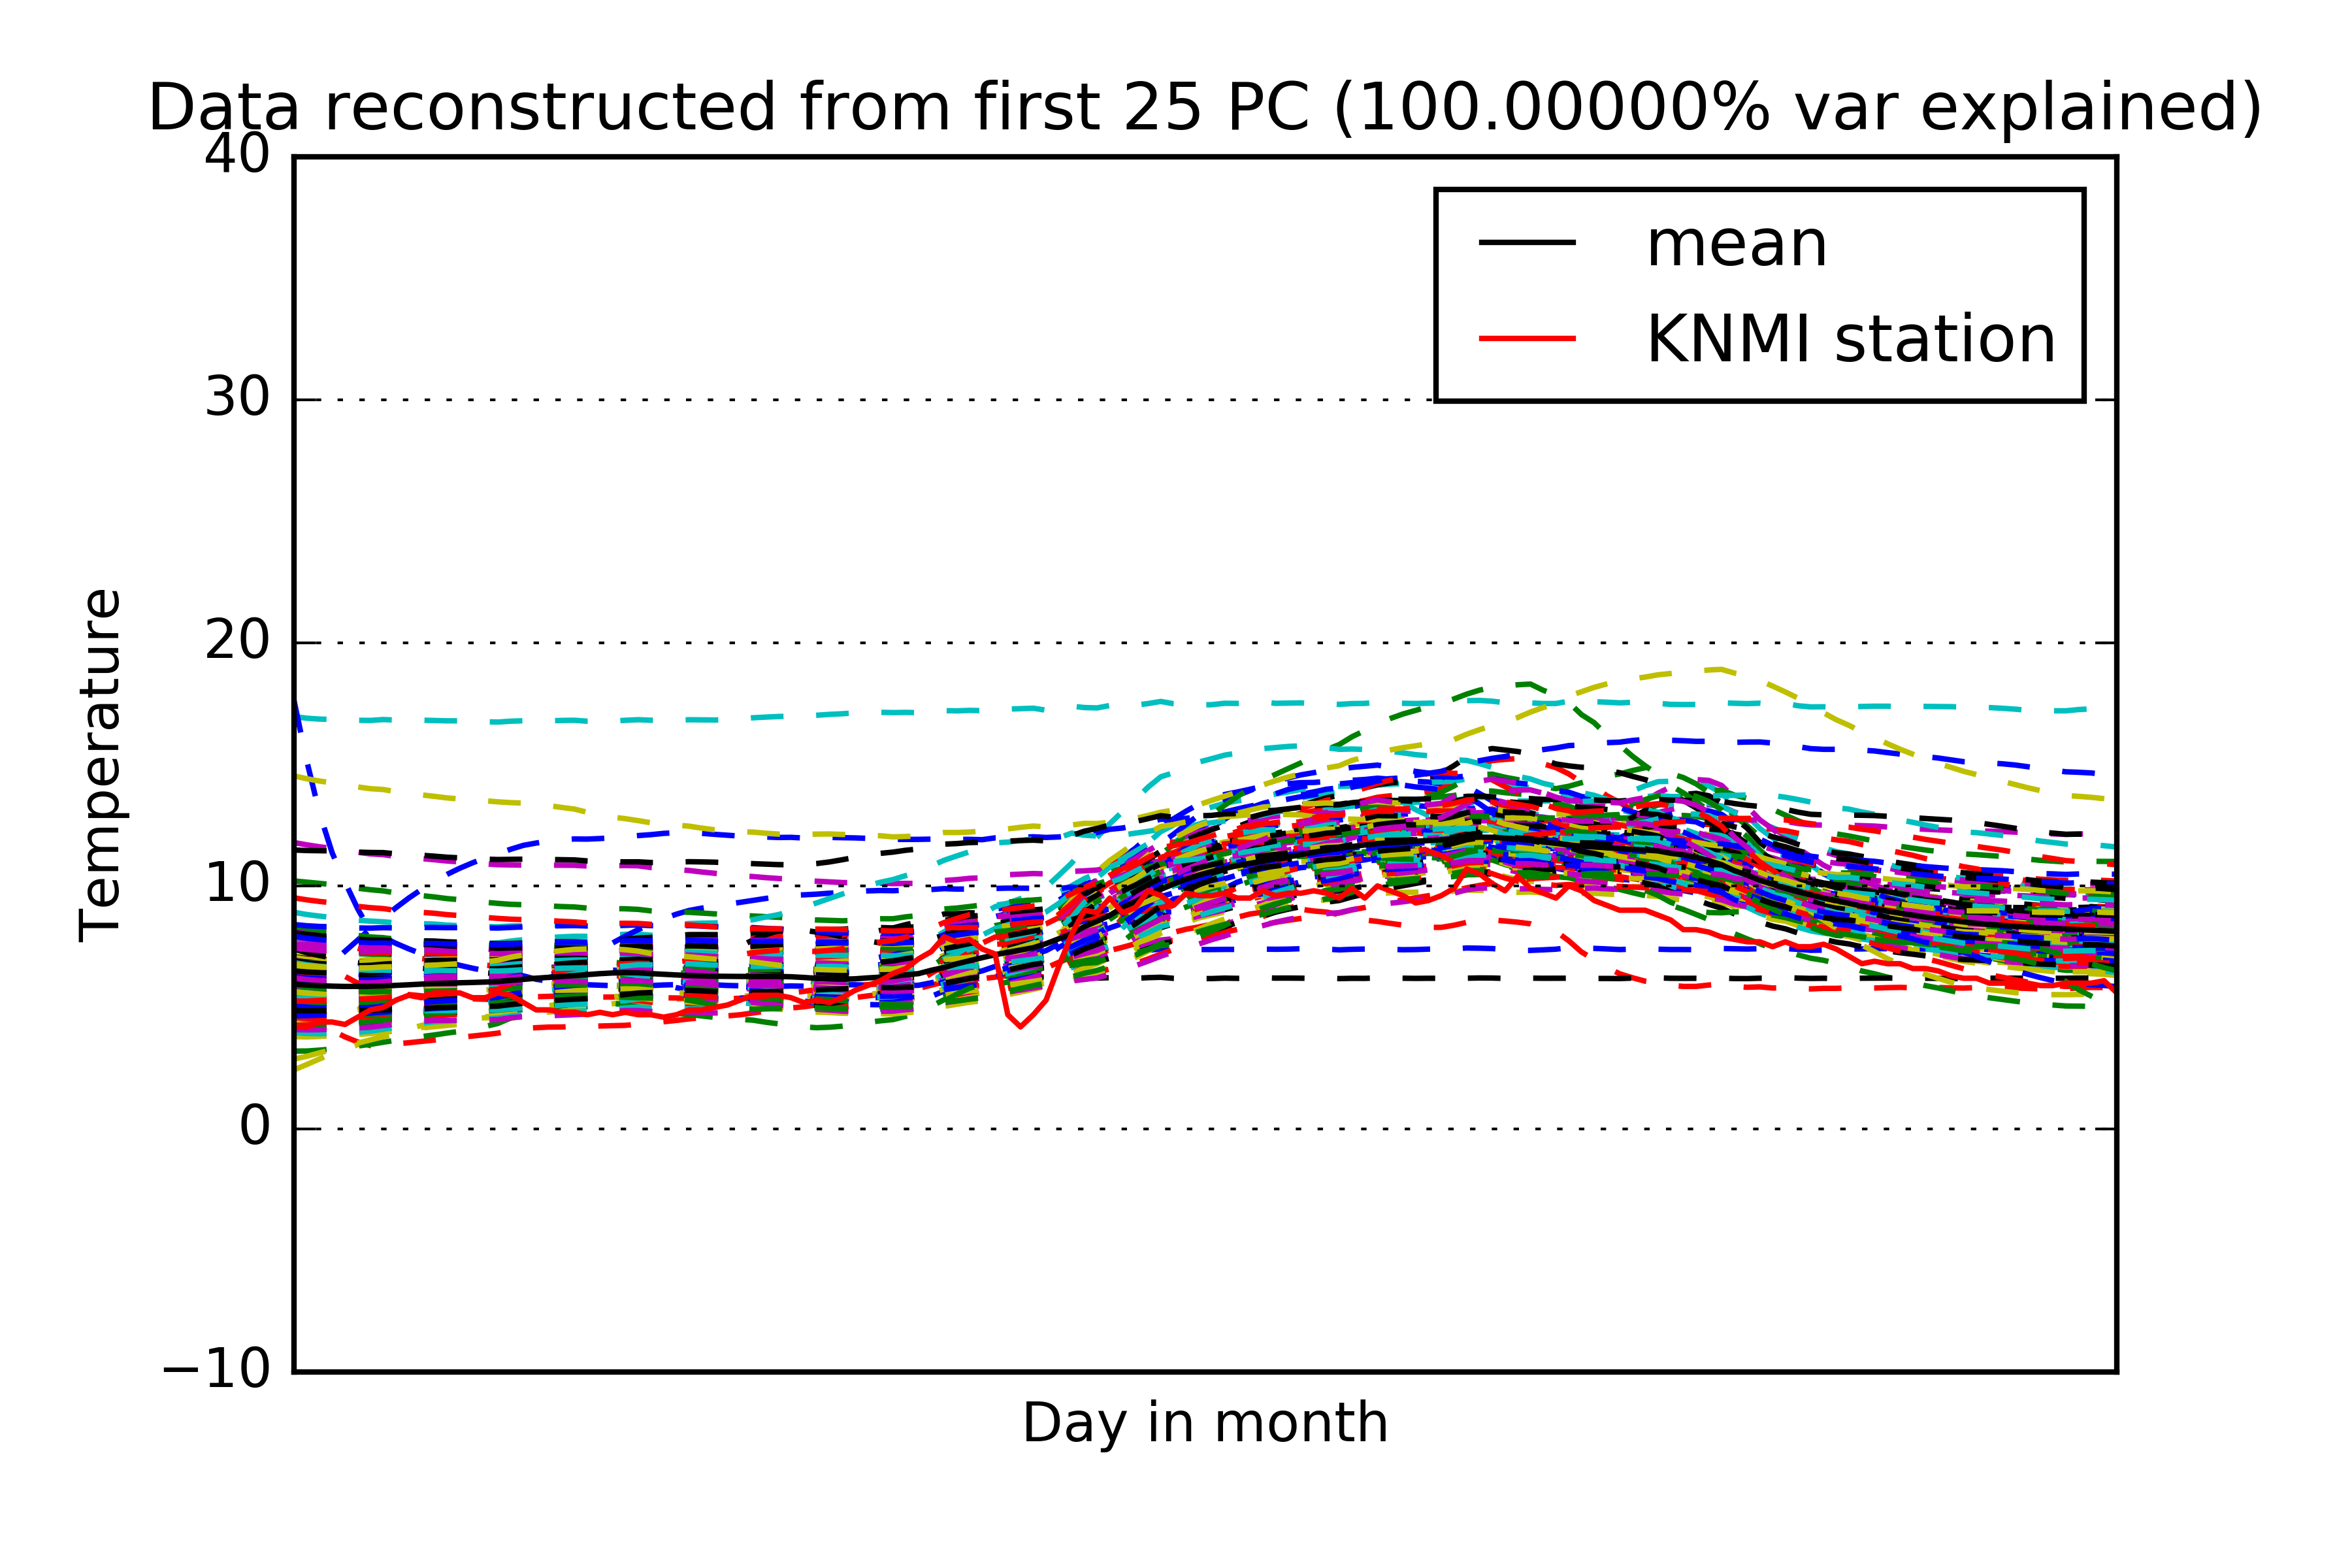 Data reconstructed from first 25 PC (100.00000% var explained)
40
30
20
10
0
−10
Temperature
mean
KNMI station
Day in month